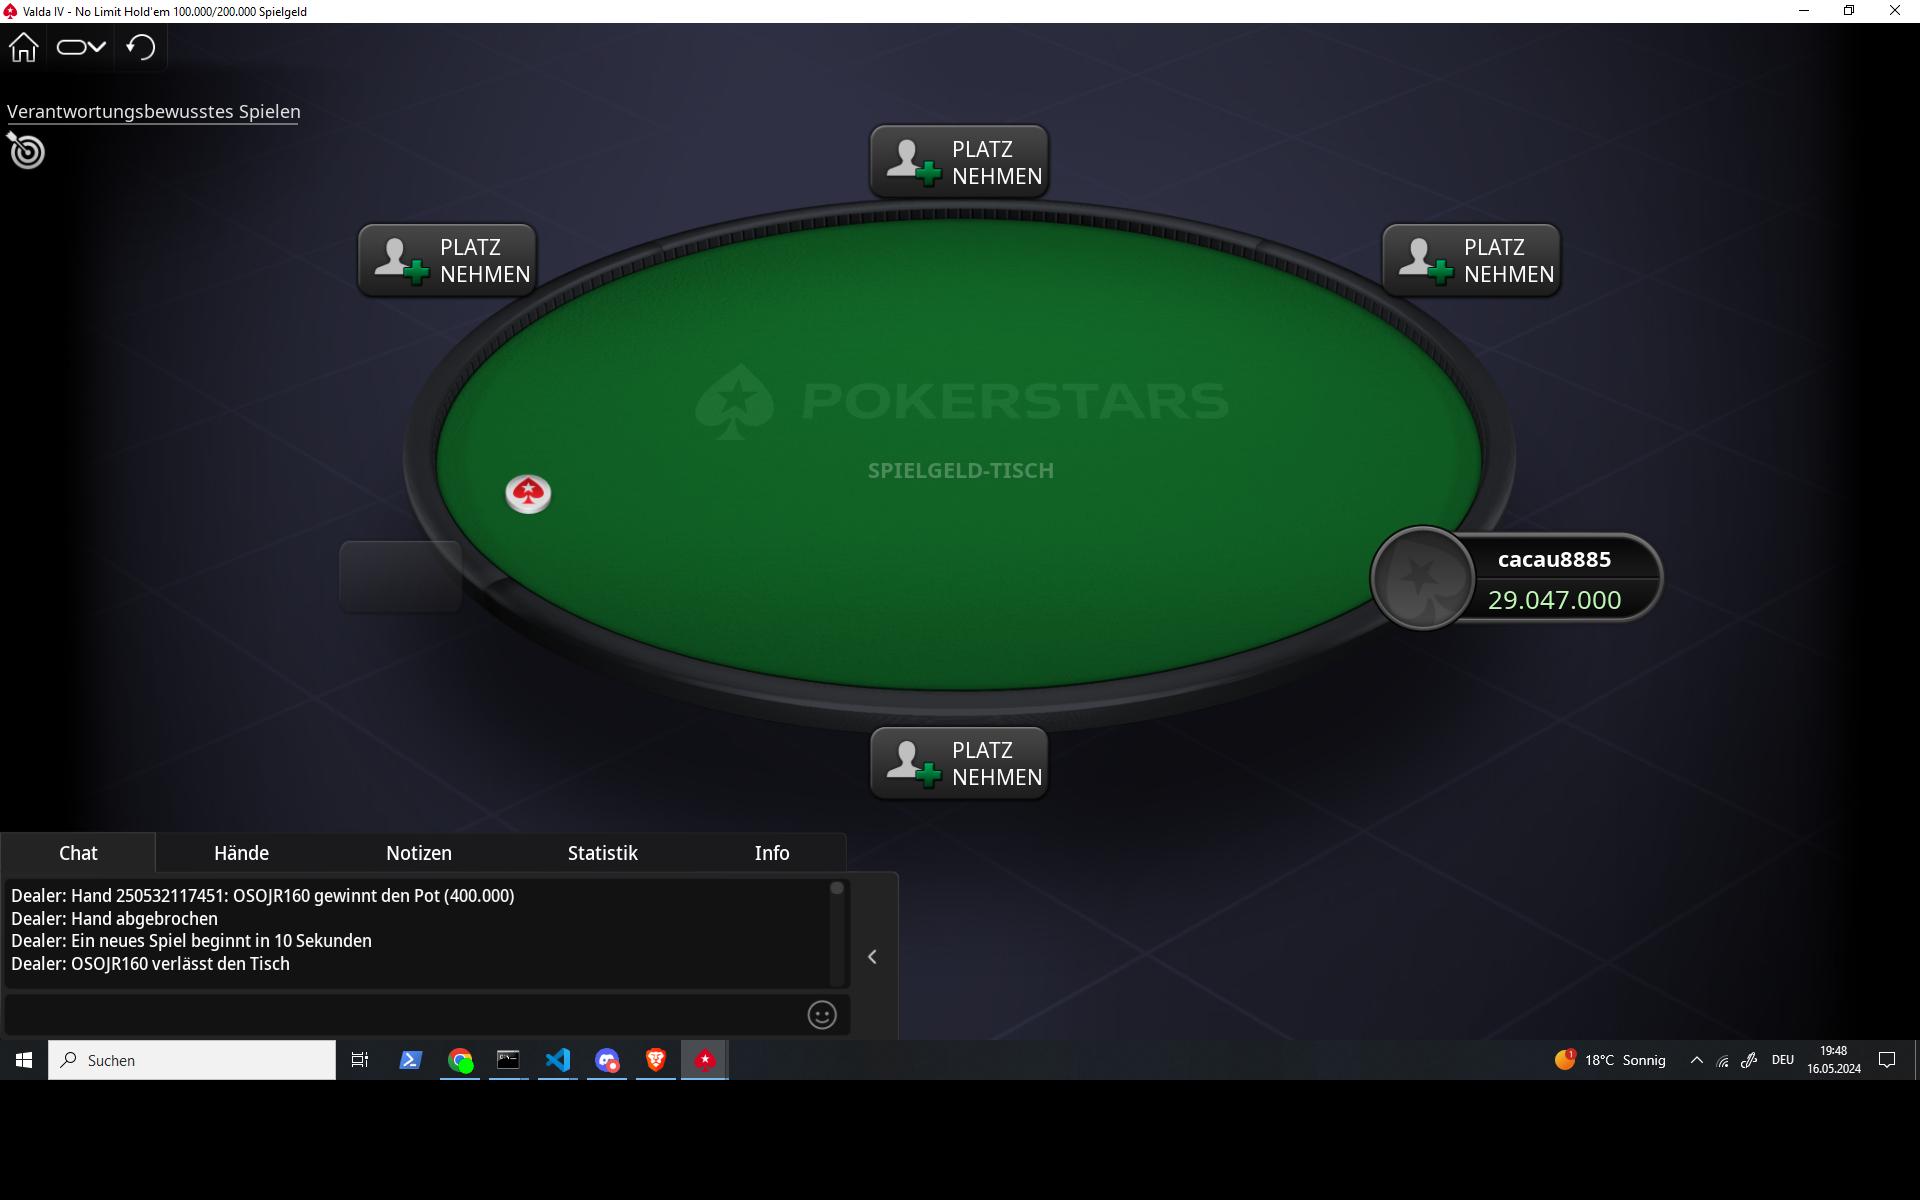 Valda IV - No Limit Hold'em 100.000/200.000 Spielgeld
Verantwortungsbewusstes Spielen
PLATZ
NEHMEN
PLATZ
NEHMEN
PLATZ
NEHMEN
POKERSTARS
SPIELGELD-TISCH
cacau8885
29.047.000
PLATZ
NEHMEN
Chat Hände Notizen Statistik Info
Dealer: Hand 250532117451: OSOJR160 gewinnt den Pot (400.000)
Dealer: Hand abgebrochen
Dealer: Ein neues Spiel beginnt in 10 Sekunden
Dealer: OSOJR160 verlässt den Tisch
Suchen
1
18°C Sonnig
DEU
19:48
16.05.2024